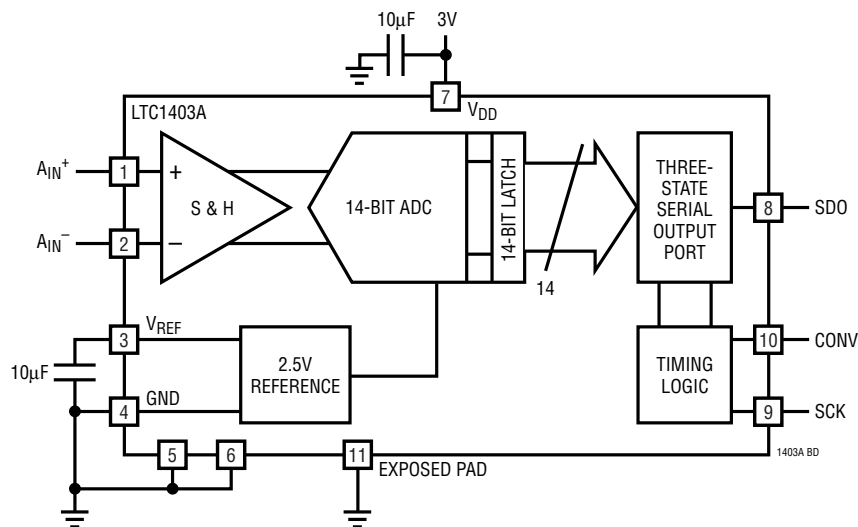 10μF
3V
7
VDD
LTC1403A
AIN+
1
+
S & H
AIN–
2
–
14-BIT ADC
14-BIT LATCH
14
THREE-
STATE
SERIAL
OUTPUT
PORT
8
SDO
3
VREF
10μF
4
GND
2.5V
REFERENCE
TIMING
LOGIC
10
CONV
9
SCK
5
6
11
EXPOSED PAD
1403A BD